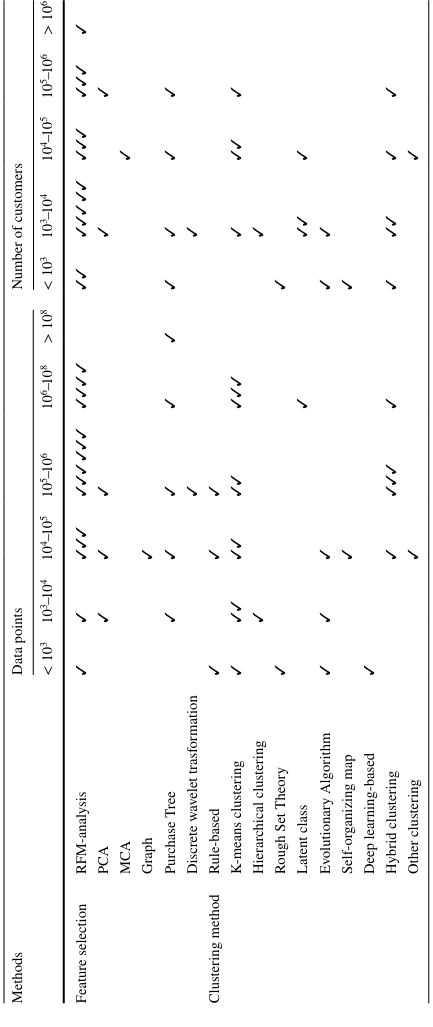 Methods Data points Number of customers
< 10³ 10³–10⁴ 10⁴–10⁵ 10⁵–10⁶ 10⁶–10⁸ > 10⁸ < 10³ 10³–10⁴ 10⁴–10⁵ 10⁵–10⁶ > 10⁶
Feature selection RFM-analysis ✓ ✓ ✓✓✓ ✓✓✓✓✓✓ ✓✓✓✓ ✓✓ ✓✓✓✓✓ ✓✓✓ ✓✓✓ ✓
PCA ✓ ✓ ✓ ✓ ✓
MCA ✓
Graph ✓
Purchase Tree ✓ ✓ ✓ ✓ ✓ ✓ ✓ ✓ ✓
Discrete wavelet trasformation ✓ ✓
Clustering method Rule-based ✓ ✓ ✓
K-means clustering ✓ ✓✓ ✓✓ ✓✓ ✓✓✓ ✓ ✓✓ ✓
Hierarchical clustering ✓ ✓
Rough Set Theory ✓ ✓
Latent class ✓ ✓✓ ✓
Evolutionary Algorithm ✓ ✓ ✓ ✓ ✓
Self-organizing map ✓ ✓
Deep learning-based ✓
Hybrid clustering ✓ ✓✓✓ ✓ ✓ ✓✓ ✓ ✓
Other clustering ✓ ✓